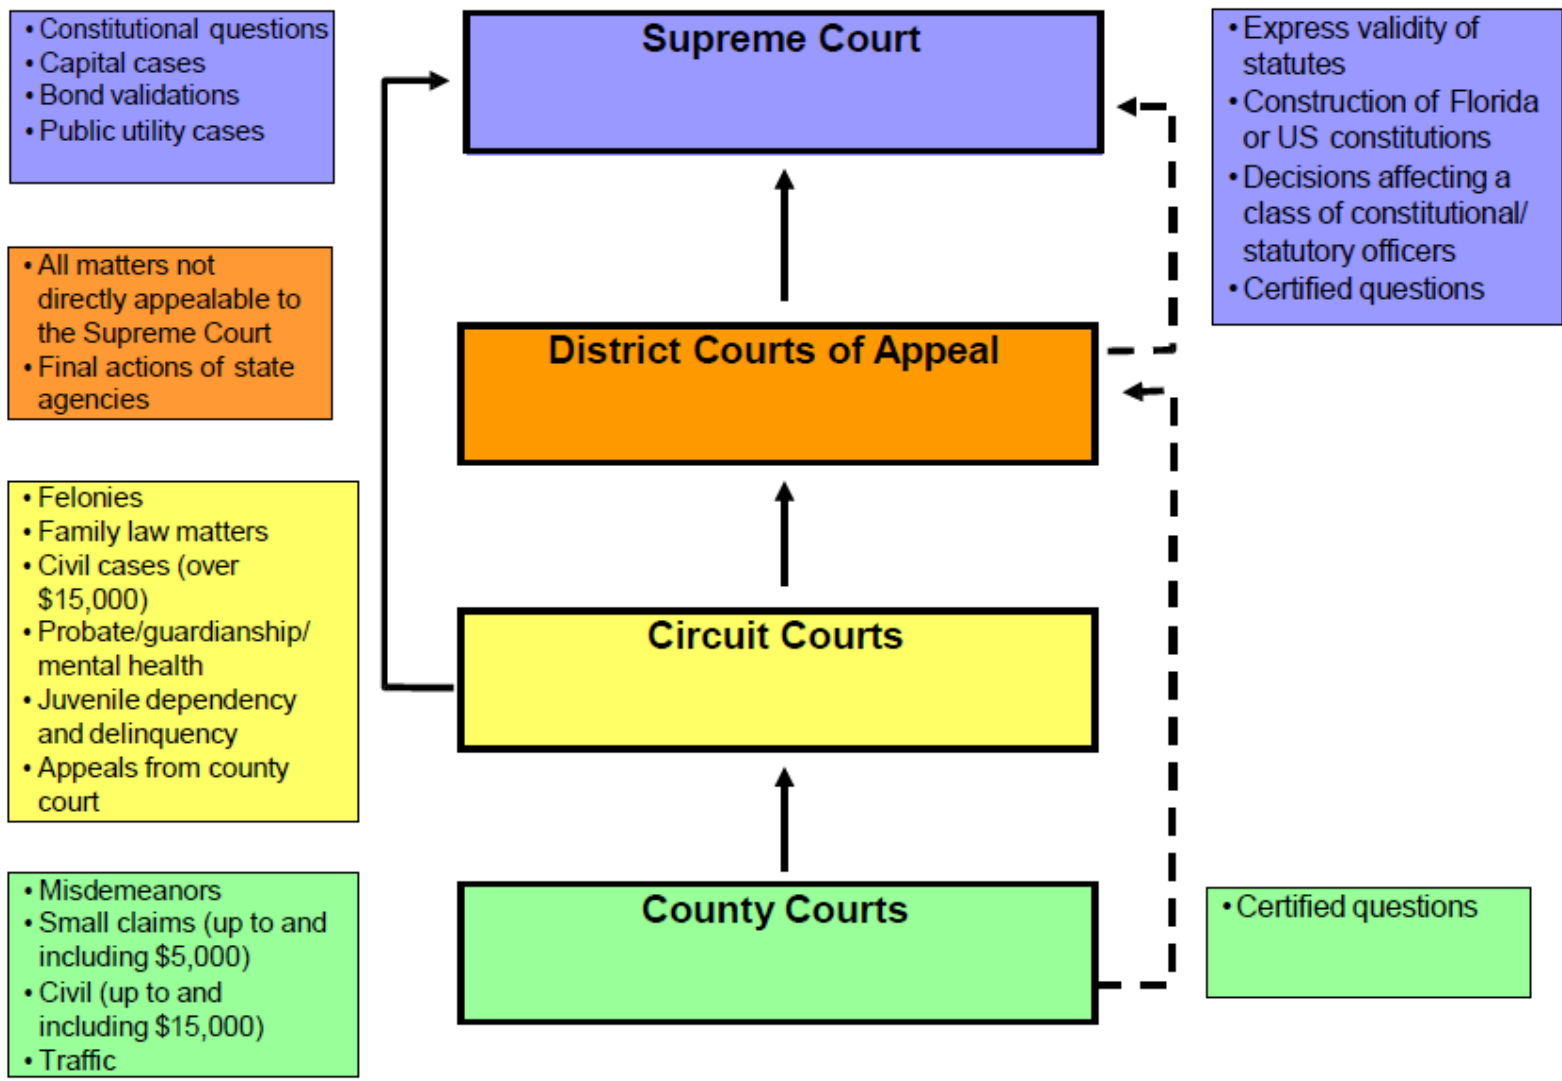 • Constitutional questions
• Capital cases
• Bond validations
• Public utility cases
Supreme Court
• Express validity of
statutes
• Construction of Florida
or US constitutions
• Decisions affecting a
class of constitutional/
statutory officers
• Certified questions
• All matters not
directly appealable to
the Supreme Court
• Final actions of state
agencies
District Courts of Appeal
• Felonies
• Family law matters
• Civil cases (over
$15,000)
• Probate/guardianship/
mental health
• Juvenile dependency
and delinquency
• Appeals from county
court
Circuit Courts
• Misdemeanors
• Small claims (up to and
including $5,000)
• Civil (up to and
including $15,000)
• Traffic
County Courts
• Certified questions